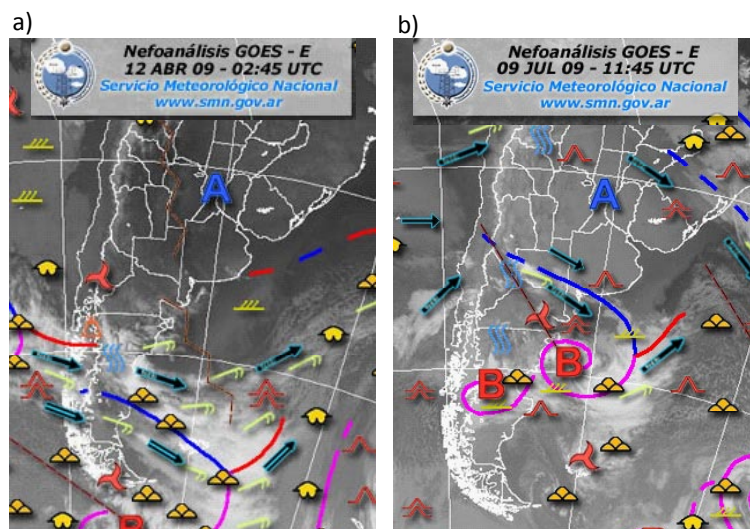 a)
Nefoanálisis GOES - E
12 ABR 09 - 02:45 UTC
Servicio Meteorológico Nacional
www.smn.gov.ar
A
B
b)
Nefoanálisis GOES - E
09 JUL 09 - 11:45 UTC
Servicio Meteorológico Nacional
www.smn.gov.ar
A
B
B